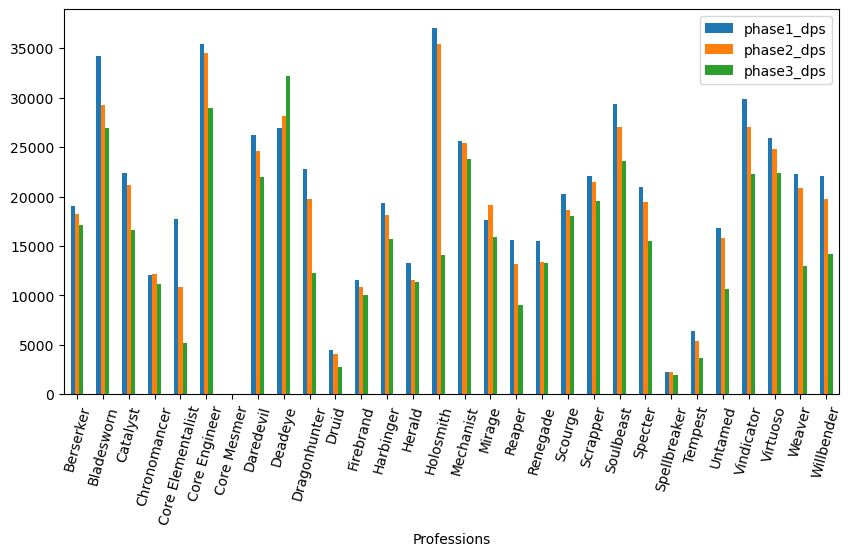 phase1_dps
phase2_dps
phase3_dps
35000
30000
25000
20000
15000
10000
5000
0
Berserker
Bladesworn
Catalyst
Chronomancer
Core Elementalist
Core Engineer
Core Mesmer
Daredevil
Deadeye
Dragonhunter
Druid
Firebrand
Harbinger
Herald
Holosmith
Mechanist
Mirage
Reaper
Renegade
Scourge
Scrapper
Soulbeast
Specter
Spellbreaker
Tempest
Untamed
Vindicator
Virtuoso
Weaver
Willbender
Professions